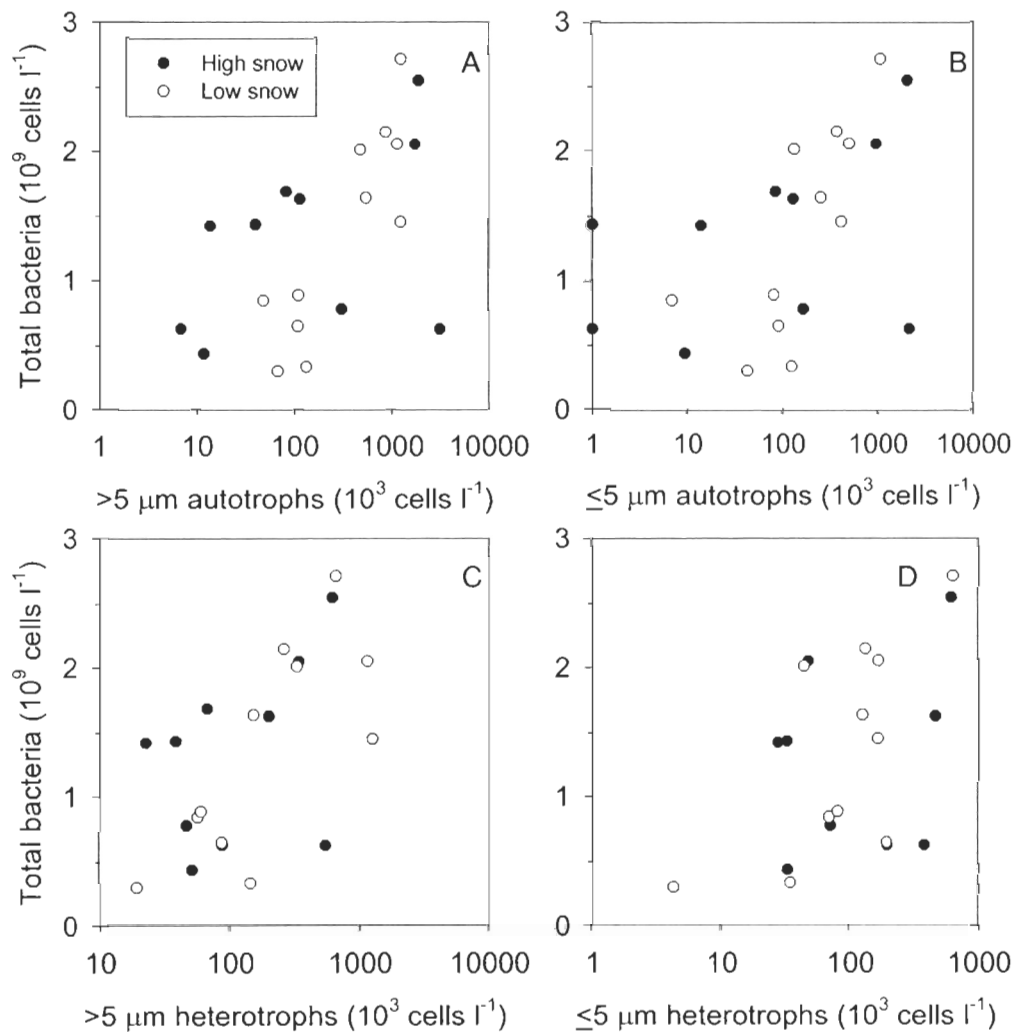 3
2
1
0
Total bacteria (10⁹ cells l⁻¹)
High snow
Low snow
A
1 10 100 1000 10000
>5 μm autotrophs (10³ cells l⁻¹)
3
2
1
0
B
1 10 100 1000 10000
≤5 μm autotrophs (10³ cells l⁻¹)
3
2
1
0
Total bacteria (10⁹ cells l⁻¹)
C
10 100 1000 10000
>5 μm heterotrophs (10³ cells l⁻¹)
3
2
1
0
D
1 10 100 1000
≤5 μm heterotrophs (10³ cells l⁻¹)